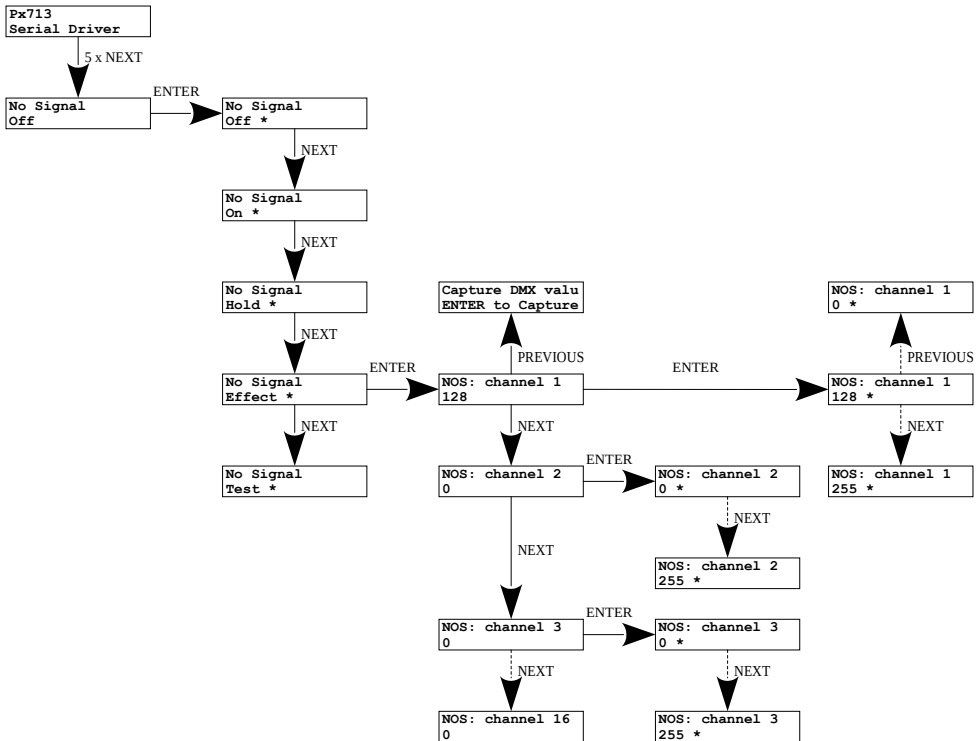 Px713
Serial Driver
5 x NEXT
No Signal
Off
ENTER
No Signal
Off *
NEXT
No Signal
On *
NEXT
No Signal
Hold *
NEXT
No Signal
Effect *
NEXT
No Signal
Test *
ENTER
Capture DMX valu
ENTER to Capture
PREVIOUS
NOS: channel 1
128
ENTER
NOS: channel 1
0 *
PREVIOUS
NOS: channel 1
128 *
NEXT
NOS: channel 1
255 *
NEXT
NOS: channel 2
0
ENTER
NOS: channel 2
0 *
NEXT
NOS: channel 2
255 *
NEXT
NOS: channel 3
0
ENTER
NOS: channel 3
0 *
NEXT
NOS: channel 3
255 *
NEXT
NOS: channel 16
0